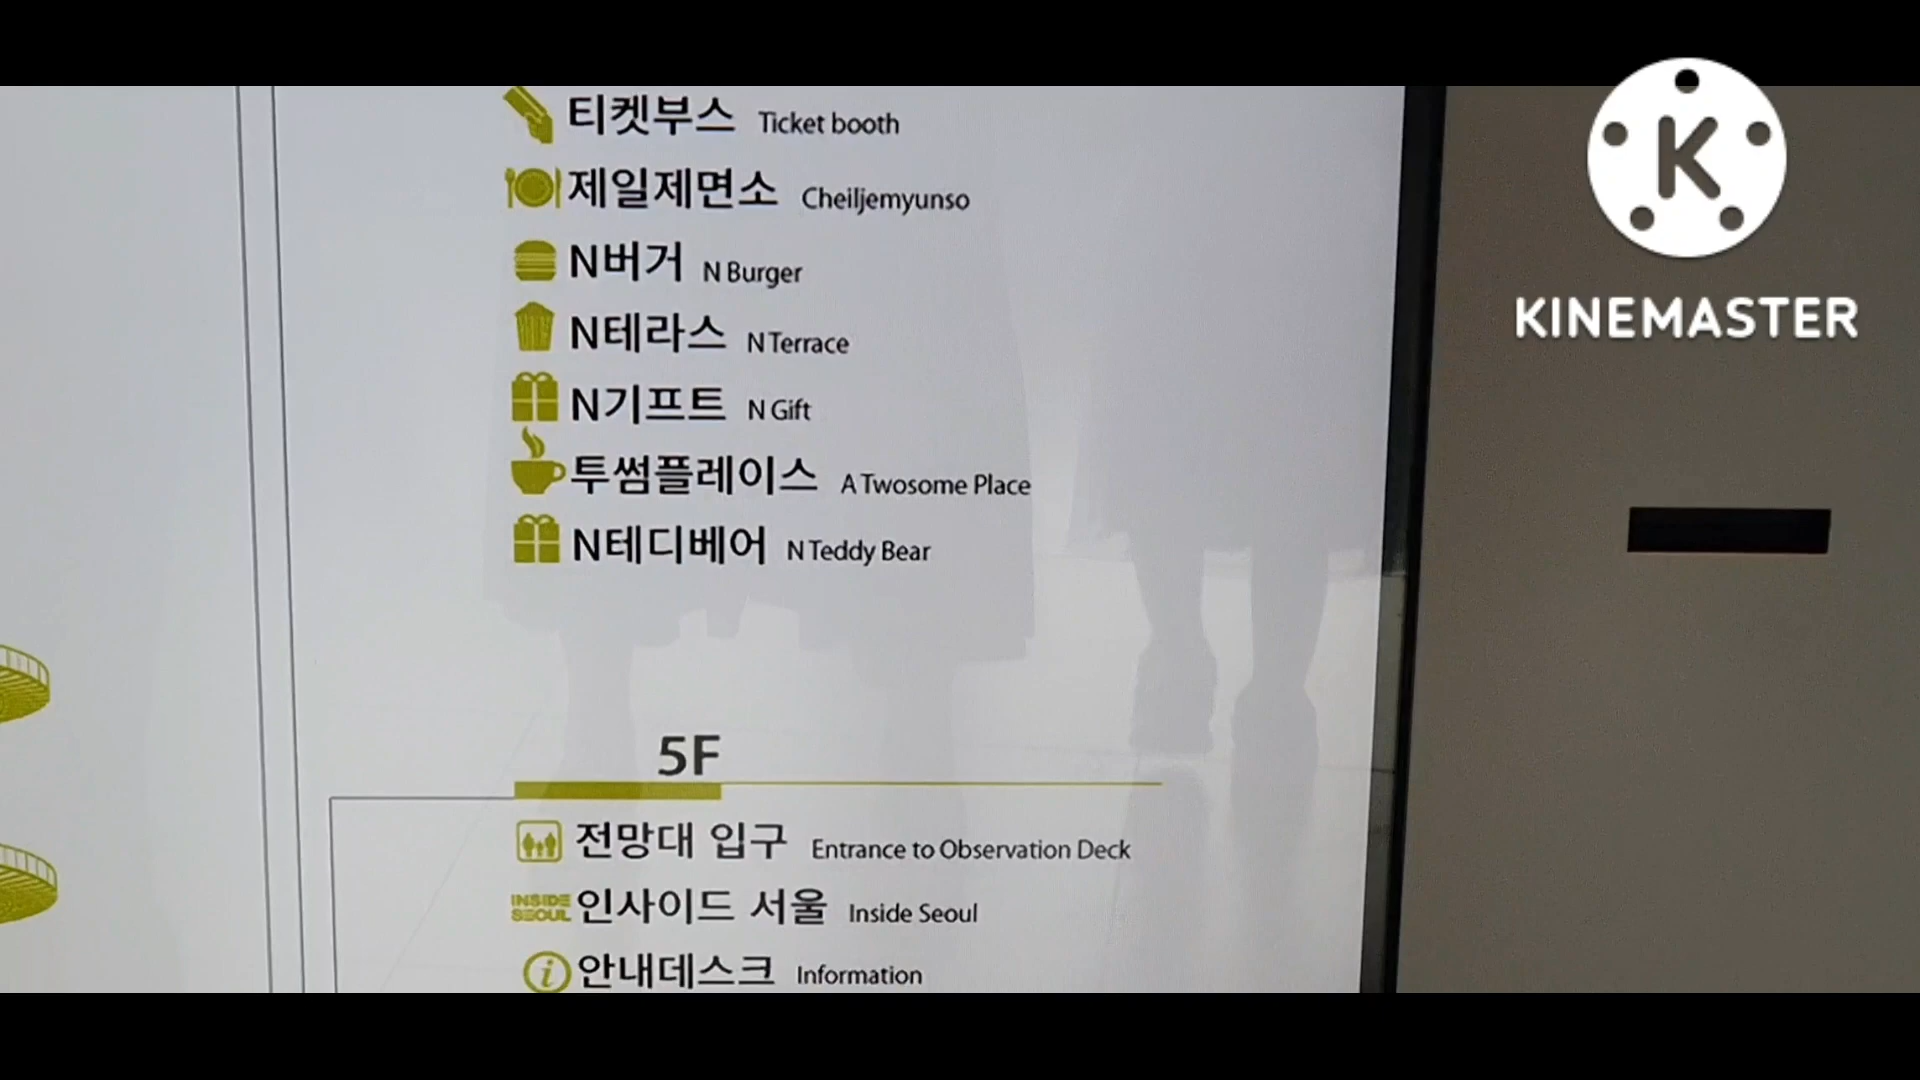 티켓부스 Ticket booth
제일제면소 Cheiljemyunso
N버거 N Burger
N테라스 N Terrace
N기프트 N Gift
투썸플레이스 A Twosome Place
N테디베어 N Teddy Bear
5F
전망대 입구 Entrance to Observation Deck
INSIDE SEOUL 인사이드 서울 Inside Seoul
i 안내데스크 Information
K
KINEMASTER